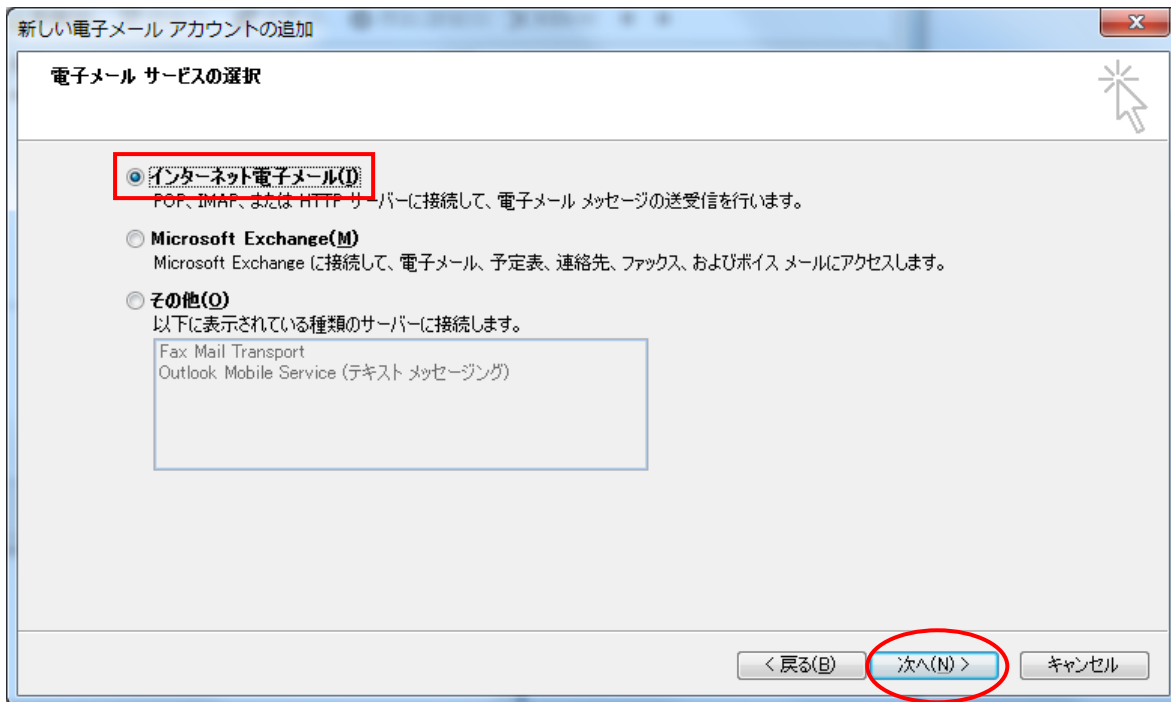 新しい電子メール アカウントの追加
電子メール サービスの選択
インターネット電子メール(I)
POP、IMAP、または HTTP サーバーに接続して、電子メール メッセージの送受信を行います。
Microsoft Exchange(M)
Microsoft Exchange に接続して、電子メール、予定表、連絡先、ファックス、およびボイス メールにアクセスします。
その他(O)
以下に表示されている種類のサーバーに接続します。
Fax Mail Transport
Outlook Mobile Service (テキスト メッセージング)
< 戻る(B) 次へ(N) > キャンセル